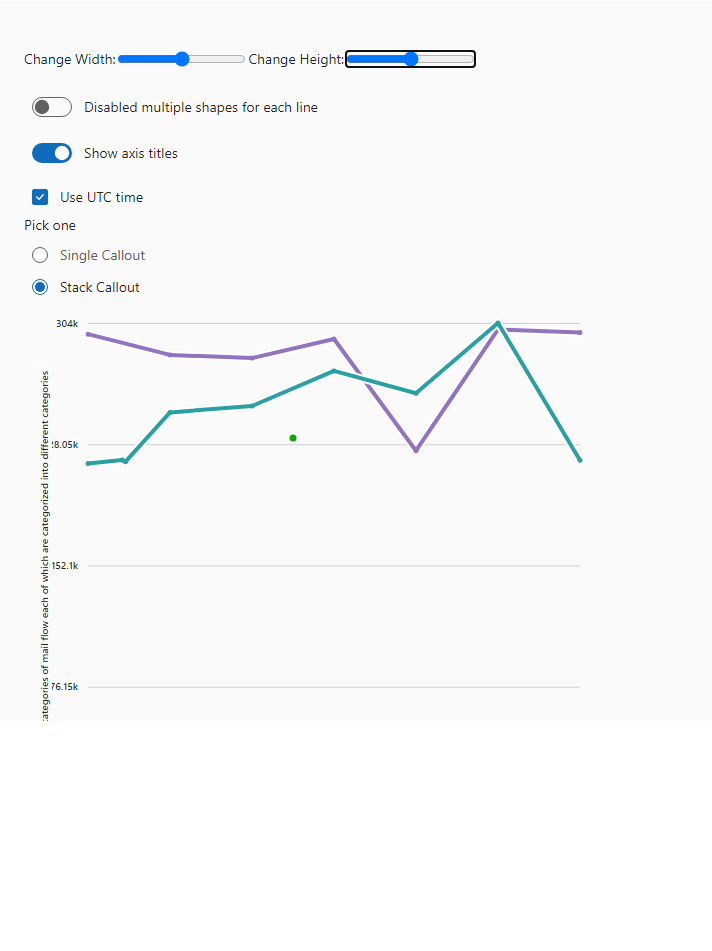 Change Width: Change Height:
Disabled multiple shapes for each line
Show axis titles
Use UTC time
Pick one
Single Callout
Stack Callout
304k
8.05k
152.1k
76.15k
categories of mail flow each of which are categorized into different categories